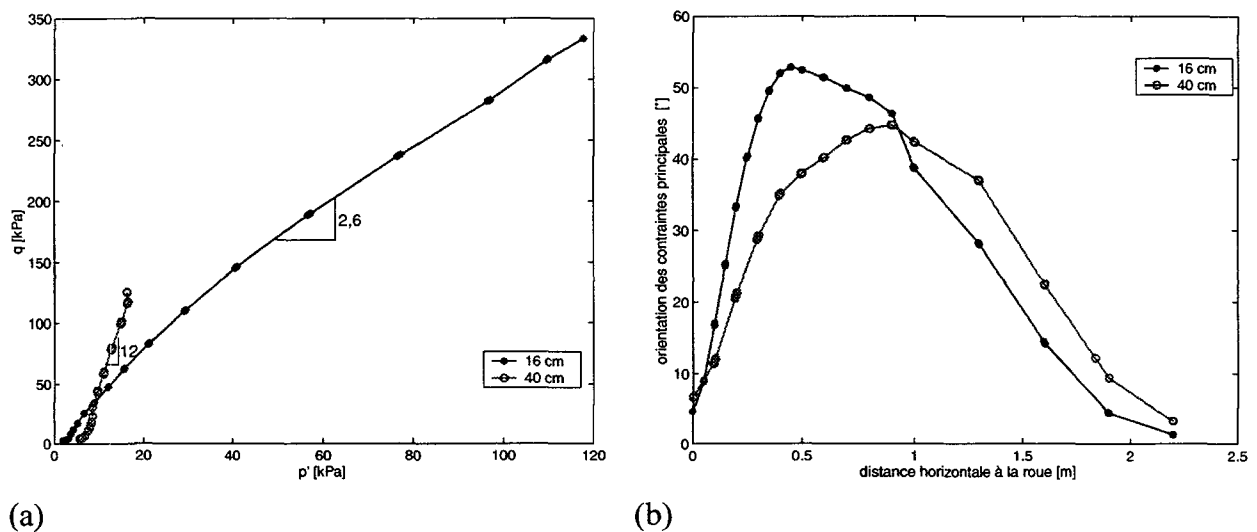 350
300
250
200
150
100
50
0
q [kPa]
2,6
12
16 cm
40 cm
0 20 40 60 80 100 120
p' [kPa]
(a)
60
50
40
30
20
10
0
orientation des contraintes principales [°]
16 cm
40 cm
0 0.5 1 1.5 2 2.5
distance horizontale à la roue [m]
(b)